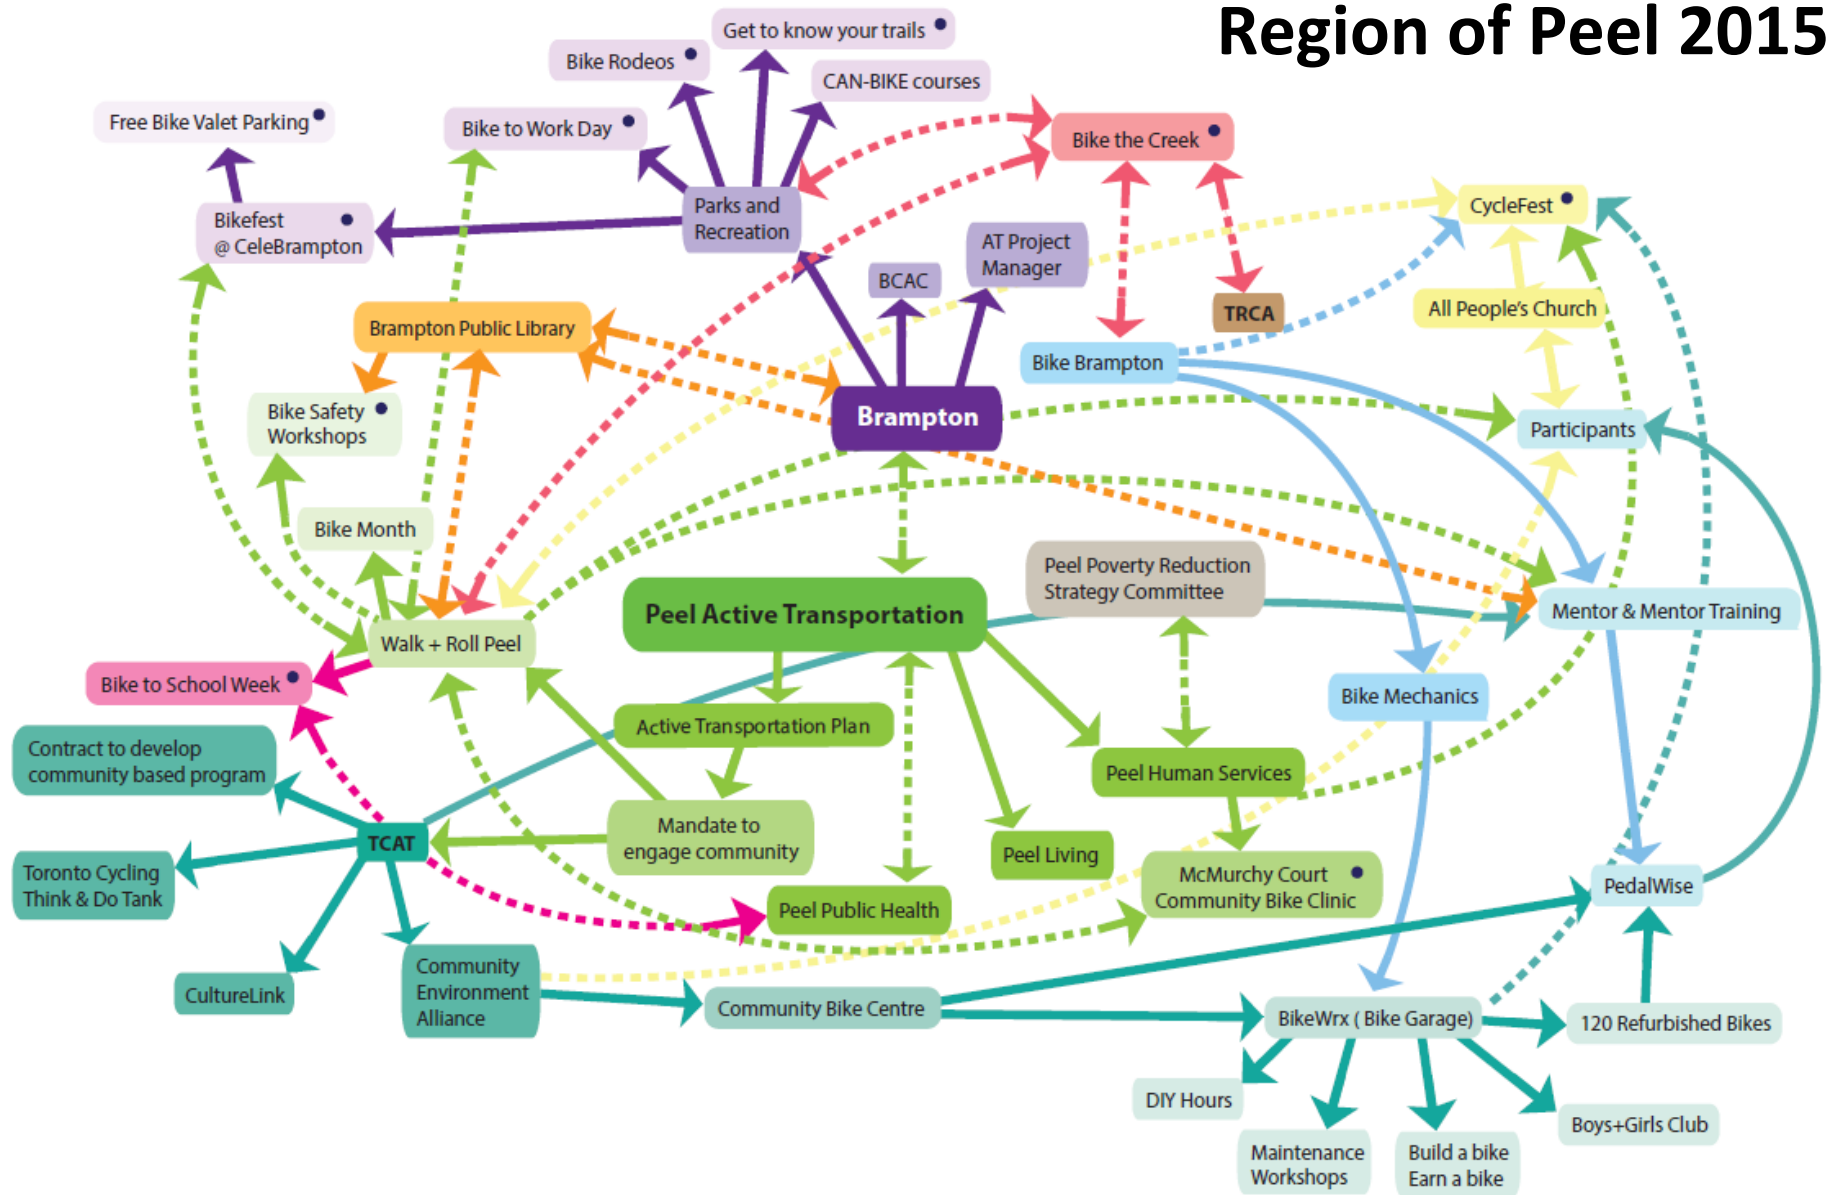 Region of Peel 2015
Get to know your trails
Bike Rodeos
CAN-BIKE courses
Free Bike Valet Parking
Bike to Work Day
Bike the Creek
Parks and
Recreation
CycleFest
Bikefest
@ CeleBrampton
AT Project
Manager
BCAC
TRCA
All People's Church
Brampton Public Library
Bike Brampton
Bike Safety
Workshops
Brampton
Participants
Bike Month
Peel Poverty Reduction
Strategy Committee
Peel Active Transportation
Mentor & Mentor Training
Walk + Roll Peel
Bike to School Week
Bike Mechanics
Active Transportation Plan
Contract to develop
community based program
Peel Human Services
Mandate to
engage community
TCAT
Peel Living
Toronto Cycling
Think & Do Tank
McMurchy Court
Community Bike Clinic
PedalWise
Peel Public Health
Community
Environment
Alliance
CultureLink
Community Bike Centre
BikeWrx ( Bike Garage)
120 Refurbished Bikes
DIY Hours
Boys+Girls Club
Maintenance
Workshops
Build a bike
Earn a bike